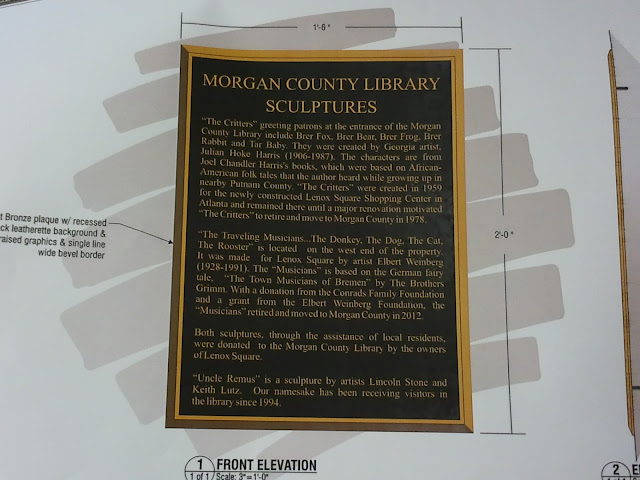 1'-6"
MORGAN COUNTY LIBRARY
SCULPTURES
"The Critters" greeting patrons at the entrance of the Morgan
County Library include Brer Fox, Brer Bear, Brer Frog, Brer
Rabbit and Tar Baby. They were created by Georgia artist,
Julian Hoke Harris (1906-1987). The characters are from
Joel Chandler Harris's books, which were based on African-
American folk tales that the author heard while growing up in
nearby Putnam County. "The Critters" were created in 1959
for the newly constructed Lenox Square Shopping Center in
Atlanta and remained there until a major renovation motivated
"The Critters" to retire and move to Morgan County in 1978.
"The Traveling Musicians...The Donkey, The Dog, The Cat,
The Rooster" is located on the west end of the property.
It was made for Lenox Square by artist Elbert Weinberg
(1928-1991). The "Musicians" is based on the German fairy
tale, "The Town Musicians of Bremen" by The Brothers
Grimm. With a donation from the Conrads Family Foundation
and a grant from the Elbert Weinberg Foundation, the
"Musicians" retired and moved to Morgan County in 2012.
Both sculptures, through the assistance of local residents,
were donated to the Morgan County Library by the owners
of Lenox Square.
"Uncle Remus" is a sculpture by artists Lincoln Stone and
Keith Lutz. Our namesake has been receiving visitors in
the library since 1994.
2'-0"
t Bronze plaque w/ recessed
ck leatherette background &
raised graphics & single line
wide bevel border
1 FRONT ELEVATION
1 of 1 Scale: 3"=1'-0"
2